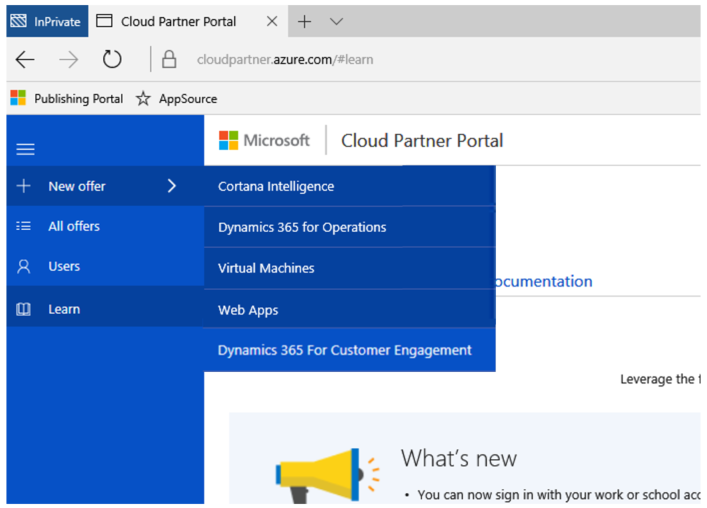 InPrivate Cloud Partner Portal
cloudpartner.azure.com/#learn
Publishing Portal AppSource
Microsoft Cloud Partner Portal
New offer
All offers
Users
Learn
Cortana Intelligence
Dynamics 365 for Operations
Virtual Machines
Web Apps
Dynamics 365 For Customer Engagement
ocumentation
Leverage the
What's new
• You can now sign in with your work or school acc